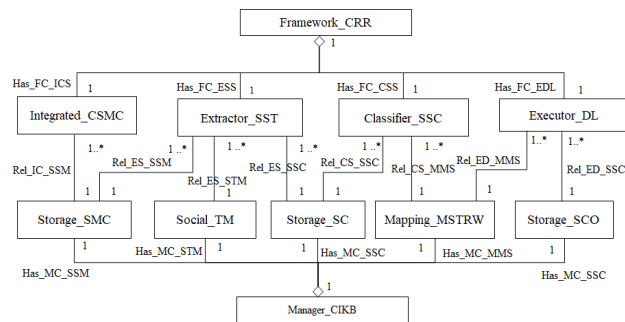 Framework_CRR
1
Has_FC_ICS
1
Has_FC_ESS
1
Has_FC_CSS
1
Has_FC_EDL
1
Integrated_CSMC
Extractor_SST
Classifier_SSC
Executor_DL
1..*
1 ..*
1..*
1..*
1..*
1..*
1..*
1..*
Rel_IC_SSM
Rel_ES_SSM
Rel_ES_STM
Rel_ES_SSC
Rel_CS_SSC
Rel_CS_MMS
Rel_ED_MMS
Rel_ED_SSC
1
1
1
1
1
1
1
1
Storage_SMC
Social_TM
Storage_SC
Mapping_MSTRW
Storage_SCO
1
1
1
1
1
Has_MC_SSM
Has_MC_STM
Has_MC_SSC
Has_MC_MMS
Has_MC_SSC
1
Manager_CIKB